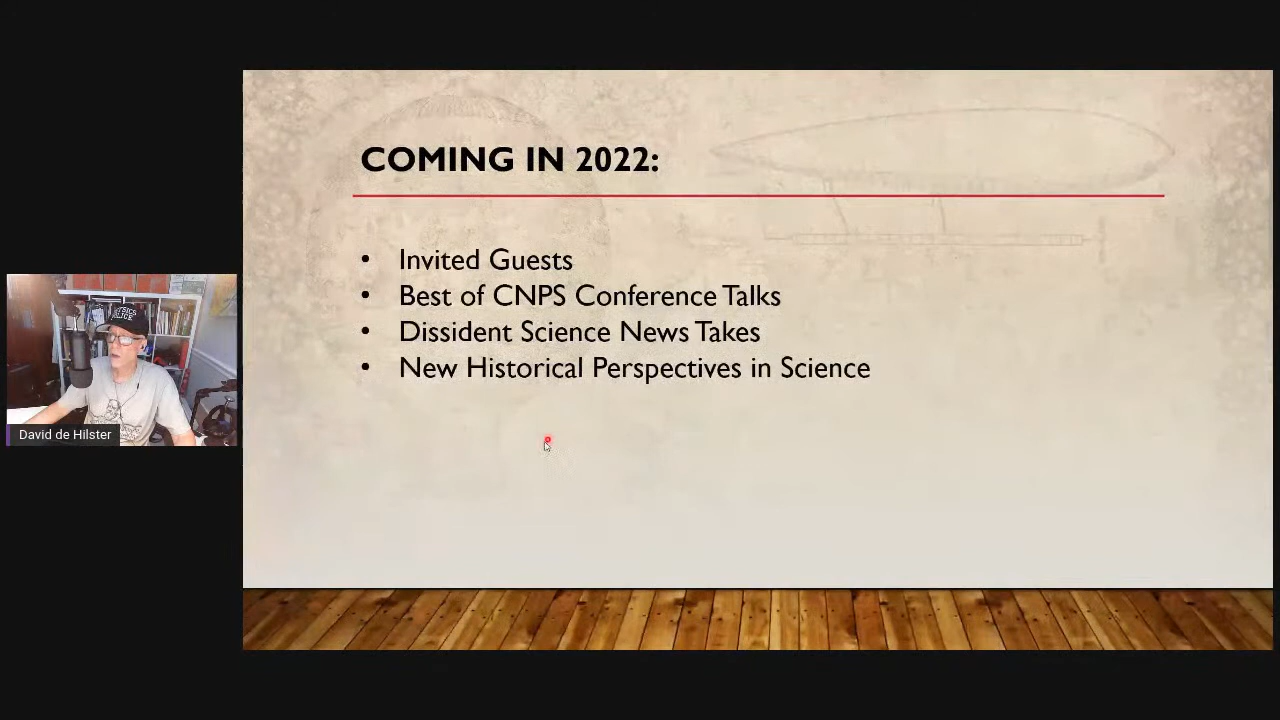 COMING IN 2022:
• Invited Guests
• Best of CNPS Conference Talks
• Dissident Science News Takes
• New Historical Perspectives in Science
David de Hilster